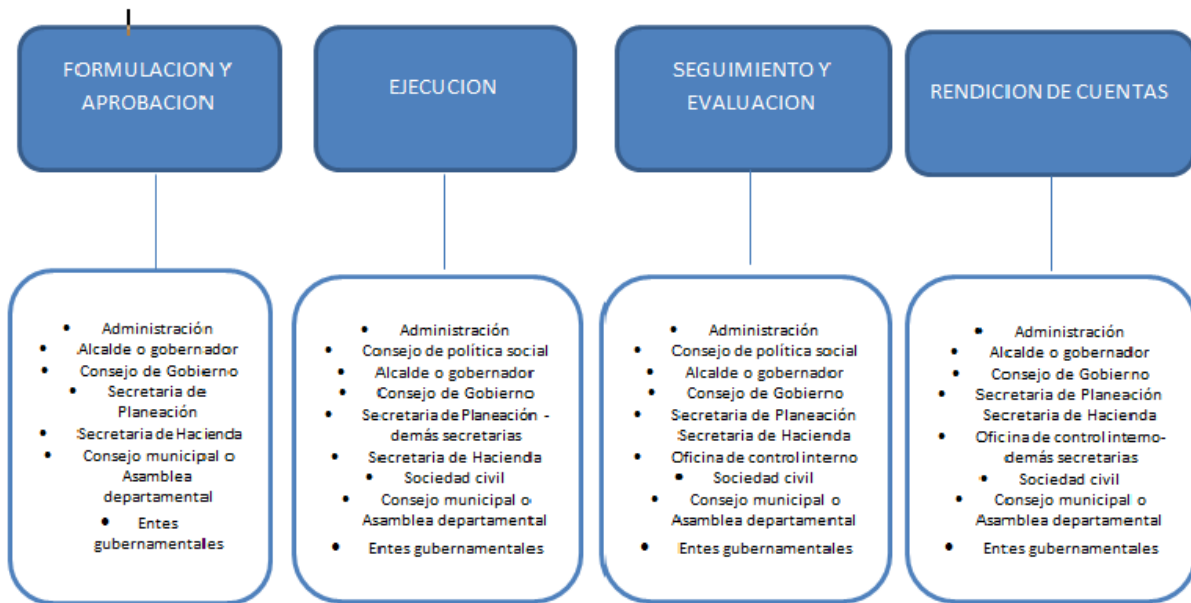 FORMULACION Y
APROBACION
EJECUCION
SEGUIMIENTO Y
EVALUACION
RENDICION DE CUENTAS
• Administración
• Alcalde o gobernador
• Consejo de Gobierno
• Secretaria de
Planeación
• Secretaria de Hacienda
• Consejo municipal o
Asamblea
departamental
• Entes
gubernamentales
• Administración
• Consejo de política social
• Alcalde o gobernador
• Consejo de Gobierno
• Secretaria de Planeación -
demás secretarias
• Secretaria de Hacienda
• Sociedad civil
• Consejo municipal o
Asamblea departamental
• Entes gubernamentales
• Administración
• Consejo de política social
• Alcalde o gobernador
• Consejo de Gobierno
• Secretaria de Planeación
Secretaria de Hacienda
• Oficina de control interno
• Sociedad civil
• Consejo municipal o
Asamblea departamental
• Entes gubernamentales
• Administración
• Alcalde o gobernador
• Consejo de Gobierno
• Secretaria de Planeación
Secretaria de Hacienda
• Oficina de control interno-
demás secretarias
• Sociedad civil
• Consejo municipal o
Asamblea departamental
• Entes gubernamentales